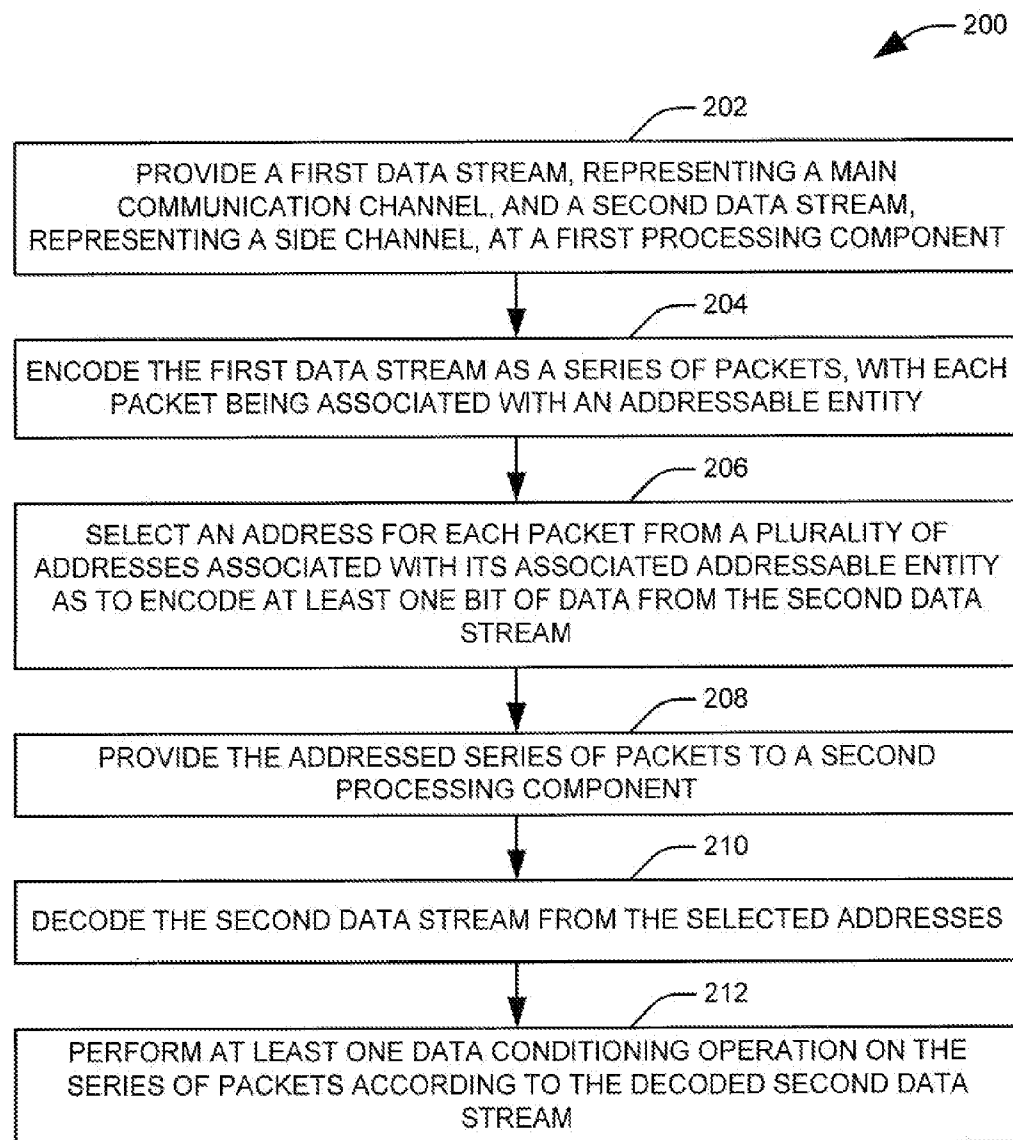 200
202
PROVIDE A FIRST DATA STREAM, REPRESENTING A MAIN
COMMUNICATION CHANNEL, AND A SECOND DATA STREAM,
REPRESENTING A SIDE CHANNEL, AT A FIRST PROCESSING COMPONENT
204
ENCODE THE FIRST DATA STREAM AS A SERIES OF PACKETS, WITH EACH
PACKET BEING ASSOCIATED WITH AN ADDRESSABLE ENTITY
206
SELECT AN ADDRESS FOR EACH PACKET FROM A PLURALITY OF
ADDRESSES ASSOCIATED WITH ITS ASSOCIATED ADDRESSABLE ENTITY
AS TO ENCODE AT LEAST ONE BIT OF DATA FROM THE SECOND DATA
STREAM
208
PROVIDE THE ADDRESSED SERIES OF PACKETS TO A SECOND
PROCESSING COMPONENT
210
DECODE THE SECOND DATA STREAM FROM THE SELECTED ADDRESSES
212
PERFORM AT LEAST ONE DATA CONDITIONING OPERATION ON THE
SERIES OF PACKETS ACCORDING TO THE DECODED SECOND DATA
STREAM